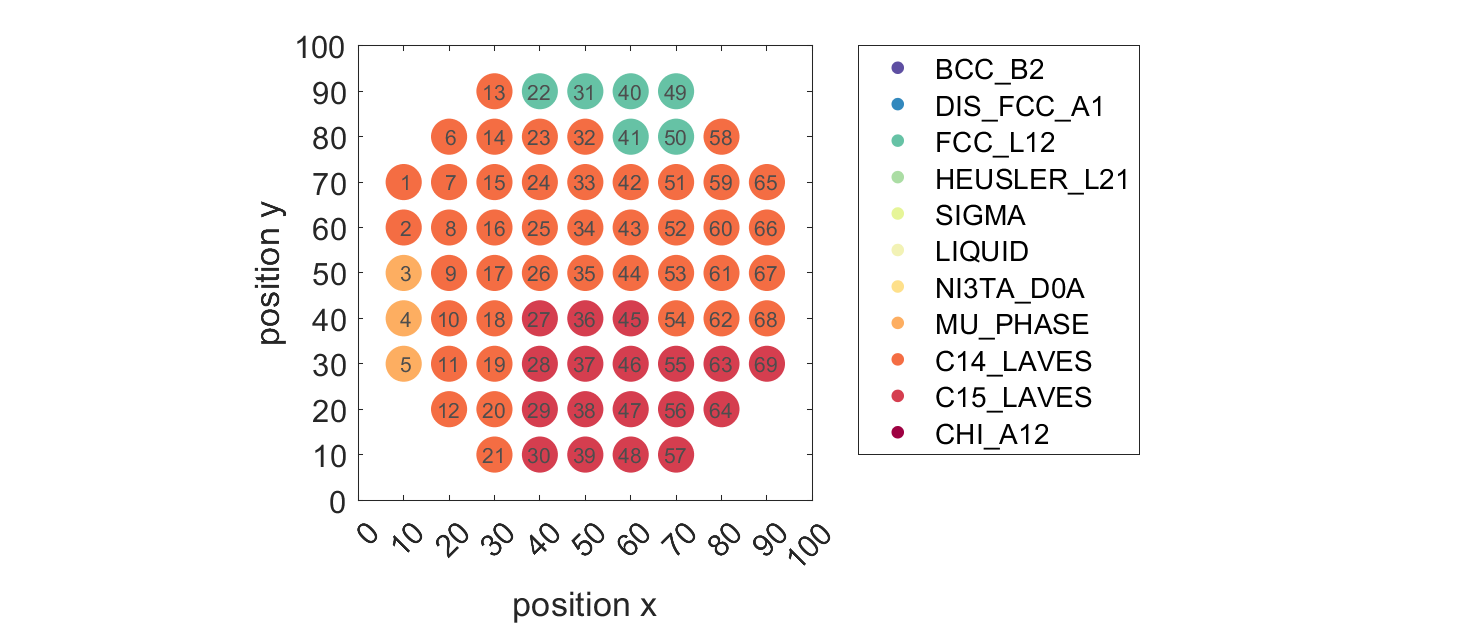 100
90
80
70
60
50
40
30
20
10
0
position y
13 22 31 40 49
6 14 23 32 41 50 58
1 7 15 24 33 42 51 59 65
2 8 16 25 34 43 52 60 66
3 9 17 26 35 44 53 61 67
4 10 18 27 36 45 54 62 68
5 11 19 28 37 46 55 63 69
12 20 29 38 47 56 64
21 30 39 48 57
0 10 20 30 40 50 60 70 80 90 100
position x
BCC_B2
DIS_FCC_A1
FCC_L12
HEUSLER_L21
SIGMA
LIQUID
NI3TA_D0A
MU_PHASE
C14_LAVES
C15_LAVES
CHI_A12